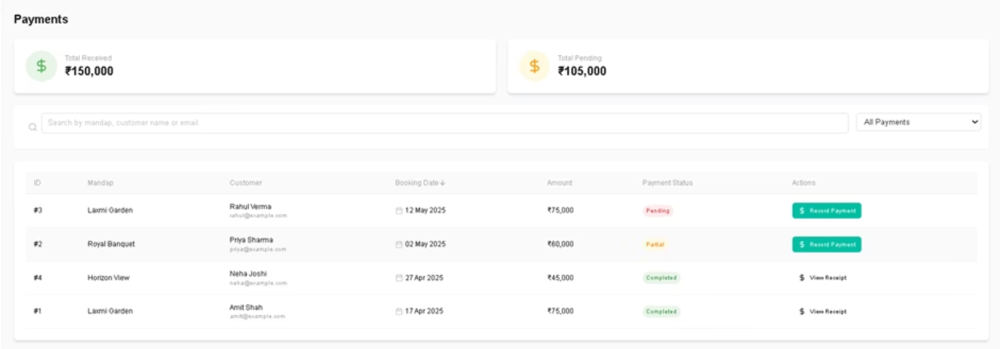 Payments
Total Received
₹150,000
Total Pending
₹105,000
Search by mandap, customer name or email
All Payments
ID Mandap Customer Booking Date Amount Payment Status Actions
#3 Laxmi Garden Rahul Verma 12 May 2025 ₹75,000 Pending $ Record Payment
rahul@example.com
#2 Royal Banquet Priya Sharma 02 May 2025 ₹60,000 Partial $ Record Payment
priya@example.com
#4 Horizon View Neha Joshi 27 Apr 2025 ₹45,000 Completed $ View Receipt
neha@example.com
#1 Laxmi Garden Amit Shah 17 Apr 2025 ₹75,000 Completed $ View Receipt
amit@example.com